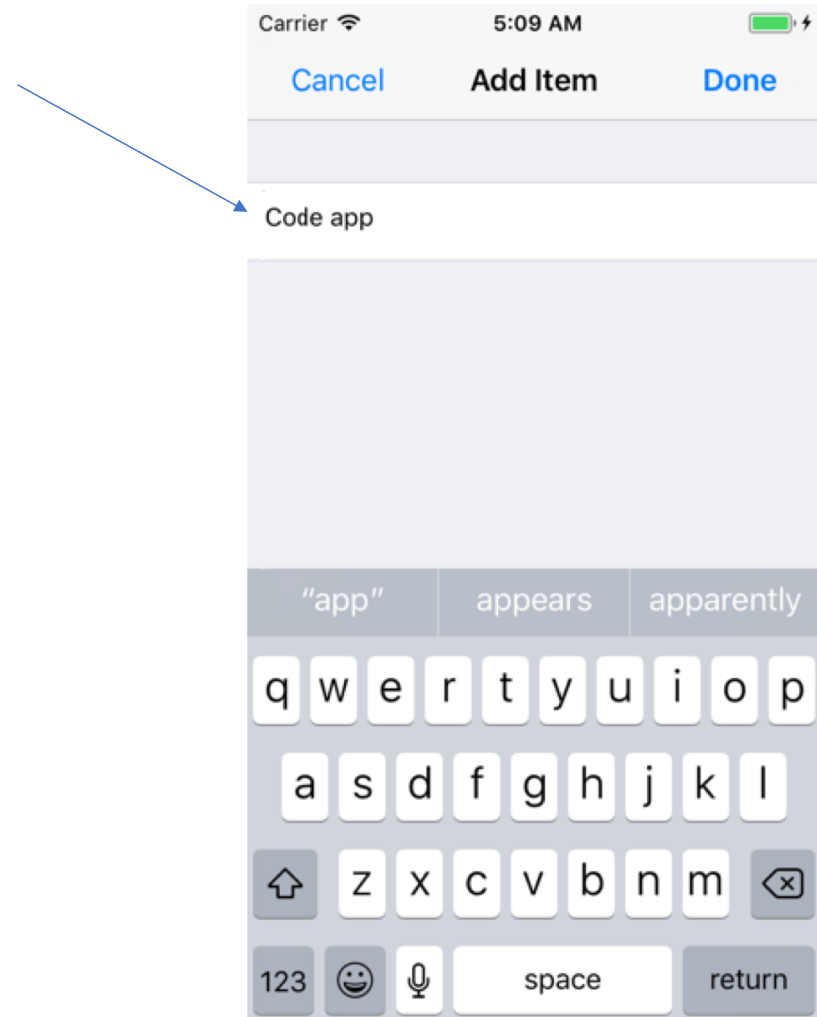 Carrier 5:09 AM
Cancel Add Item Done
Code app
"app" appears apparently
q w e r t y u i o p
a s d f g h j k l
z x c v b n m
123 space return